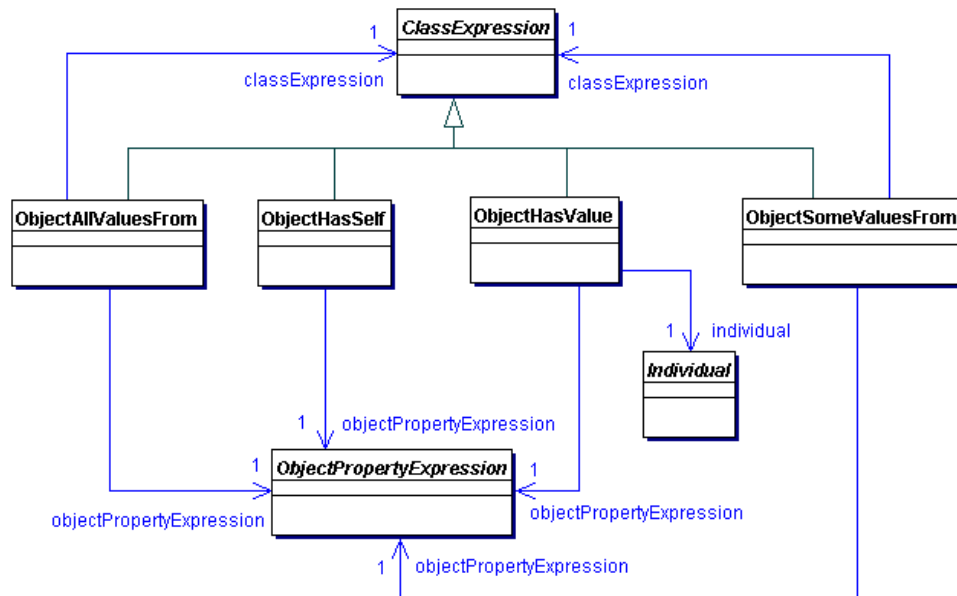 ClassExpression
1
1
classExpression
classExpression
ObjectAllValuesFrom
ObjectHasSelf
ObjectHasValue
ObjectSomeValuesFrom
1
individual
Individual
1
objectPropertyExpression
1
ObjectPropertyExpression
1
objectPropertyExpression
objectPropertyExpression
1
objectPropertyExpression